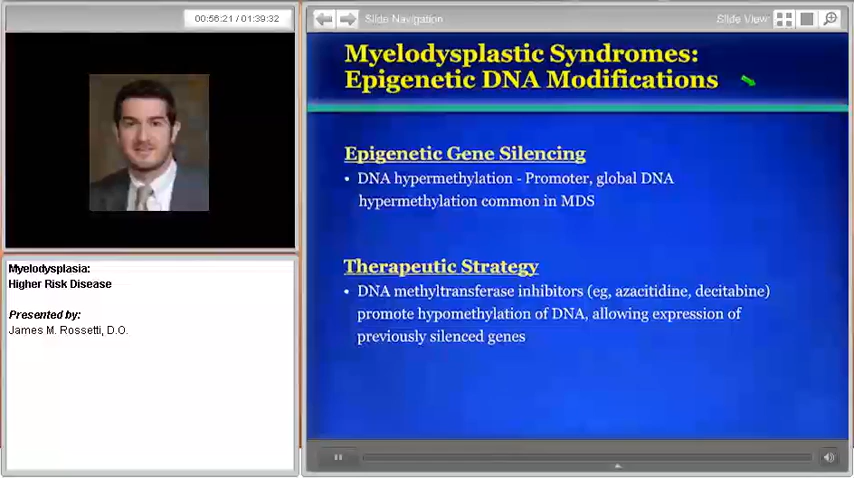 00:56:21 / 01:39:32
Slide Navigation
Slide View:
Myelodysplastic Syndromes:
Epigenetic DNA Modifications
Epigenetic Gene Silencing
• DNA hypermethylation - Promoter, global DNA
hypermethylation common in MDS
Therapeutic Strategy
• DNA methyltransferase inhibitors (eg, azacitidine, decitabine)
promote hypomethylation of DNA, allowing expression of
previously silenced genes
Myelodysplasia:
Higher Risk Disease
Presented by:
James M. Rossetti, D.O.